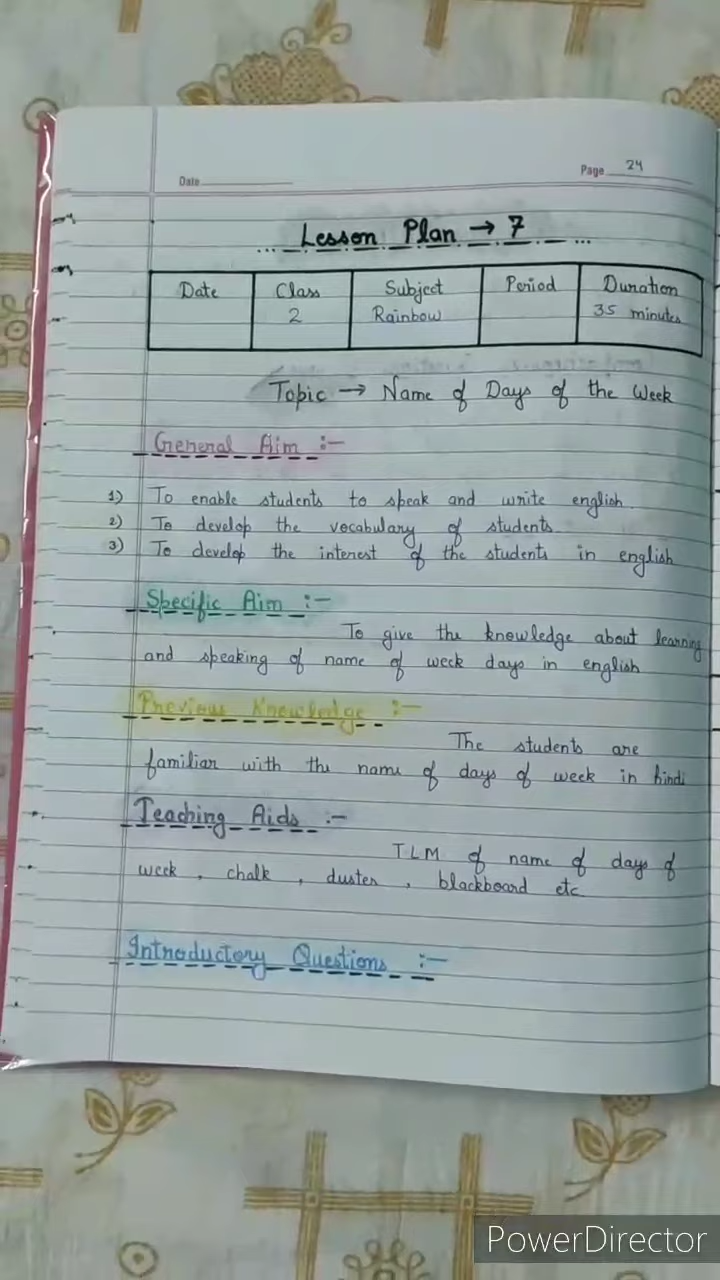 Date
Page 24
Lesson Plan → 7
Date Class Subject Period Duration
2 Rainbow 35 minutes
Topic → Name of Days of the Week
General Aim :-
1) To enable students to speak and write english.
2) To develop the vocabulary of students
3) To develop the interest of the students in english
Specific Aim :-
To give the knowledge about learning
and speaking of name of week days in english
Previous Knowledge :-
The students are
familiar with the name of days of week in hindi
Teaching Aids :-
TLM of name of days of
week , chalk , duster , blackboard etc
Introductory Questions :-
PowerDirector